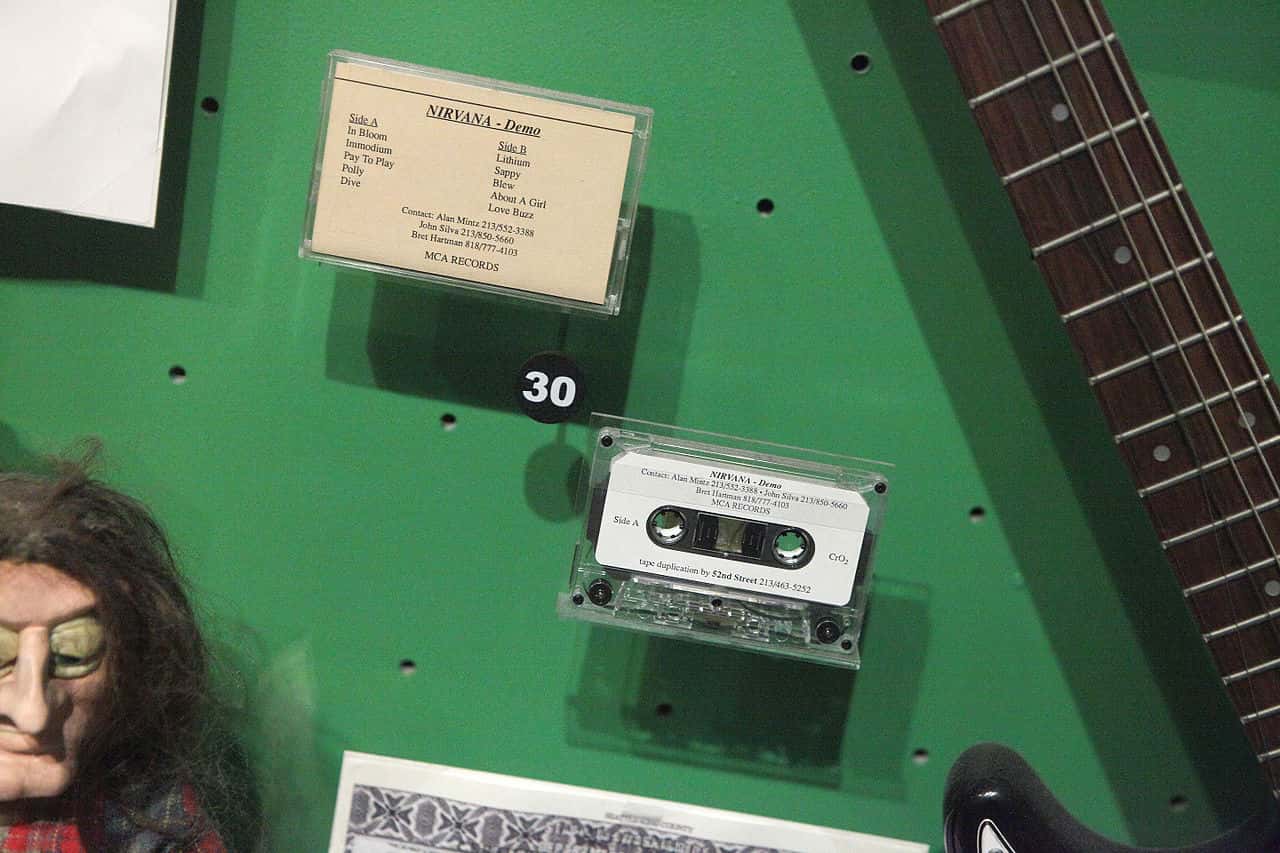 NIRVANA - Demo
Side A
In Bloom
Immodium
Pay To Play
Polly
Dive
Side B
Lithium
Sappy
Blew
About A Girl
Love Buzz
Contact: Alan Mintz 213/552-3388
John Silva 213/850-5660
Bret Hartman 818/777-4103
MCA RECORDS
30
NIRVANA - Demo
Contact: Alan Mintz 213/552-3388 • John Silva 213/850-5660
Bret Hartman 818/777-4103
MCA RECORDS
Side A
CrO2
tape duplication by 52nd Street 213/463-5252